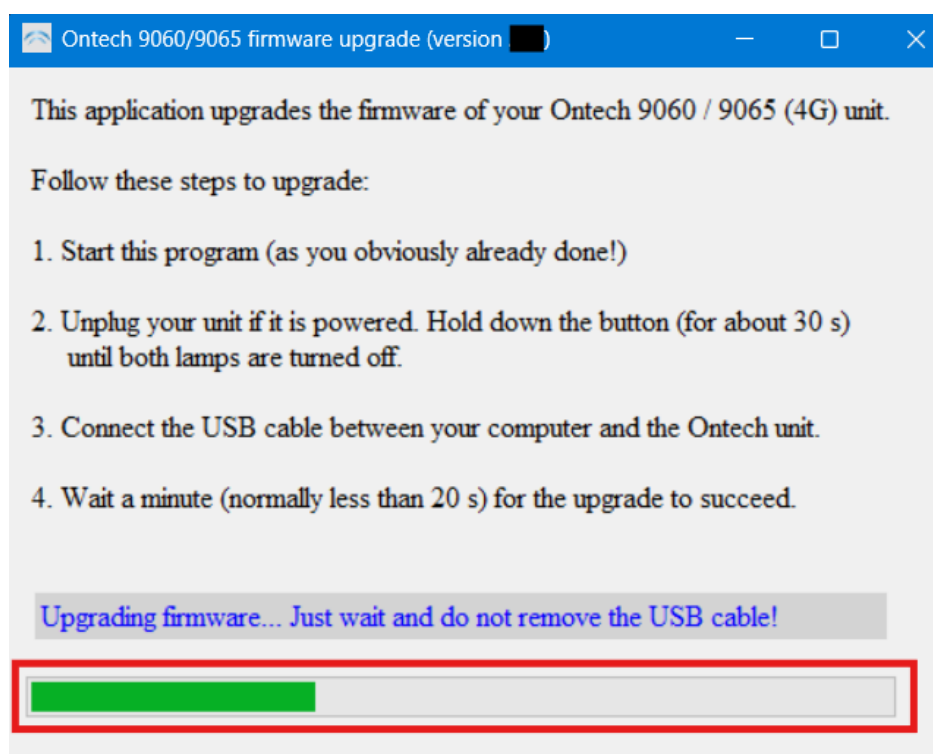 Ontech 9060/9065 firmware upgrade (version )
This application upgrades the firmware of your Ontech 9060 / 9065 (4G) unit.
Follow these steps to upgrade:
1. Start this program (as you obviously already done!)
2. Unplug your unit if it is powered. Hold down the button (for about 30 s)
until both lamps are turned off.
3. Connect the USB cable between your computer and the Ontech unit.
4. Wait a minute (normally less than 20 s) for the upgrade to succeed.
Upgrading firmware... Just wait and do not remove the USB cable!